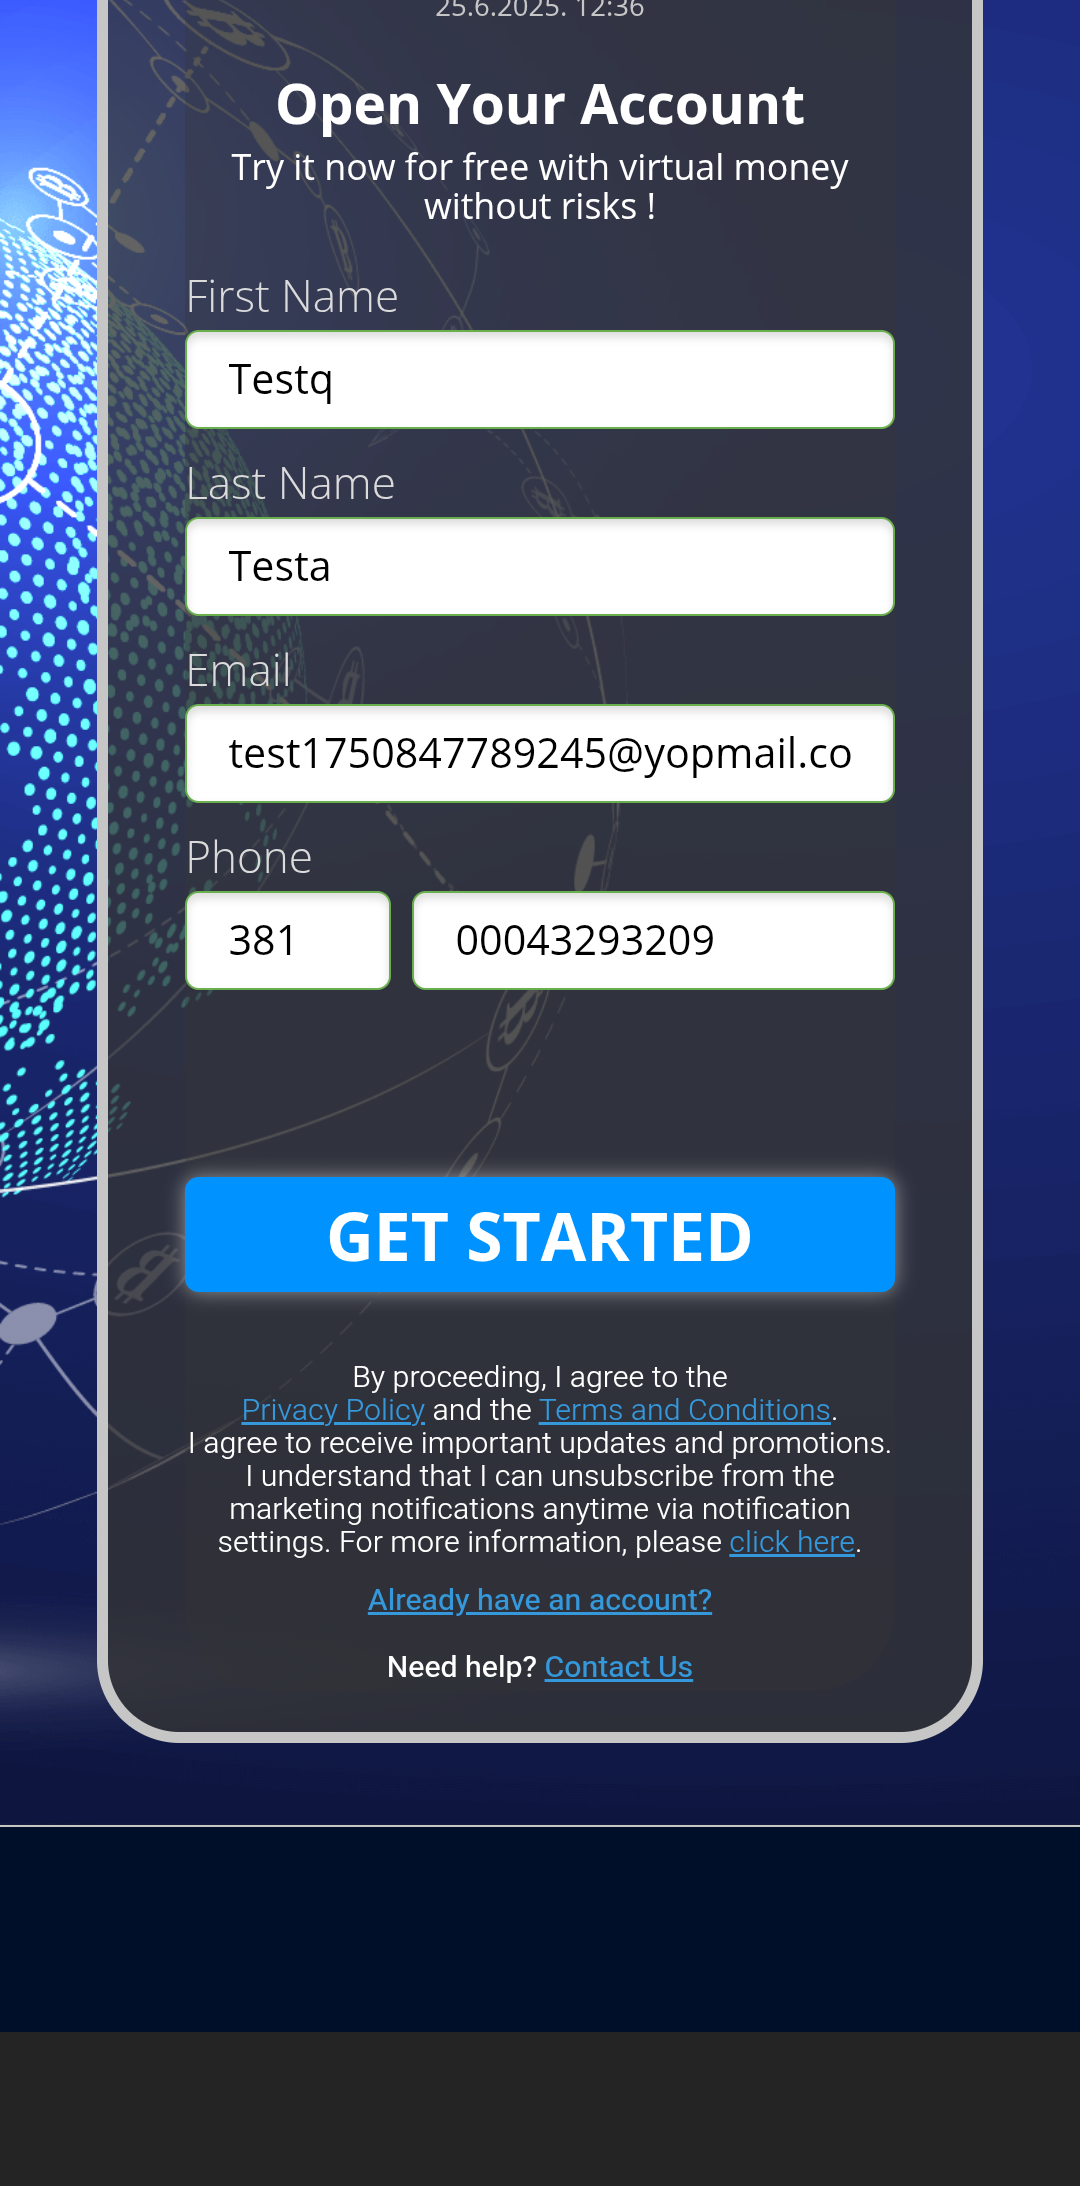 25.6.2025. 12:36
Open Your Account
Try it now for free with virtual money
without risks !
First Name
Testq
Last Name
Testa
Email
test1750847789245@yopmail.co
Phone
381 00043293209
GET STARTED
By proceeding, I agree to the
Privacy Policy and the Terms and Conditions.
I agree to receive important updates and promotions.
I understand that I can unsubscribe from the
marketing notifications anytime via notification
settings. For more information, please click here.
Already have an account?
Need help? Contact Us